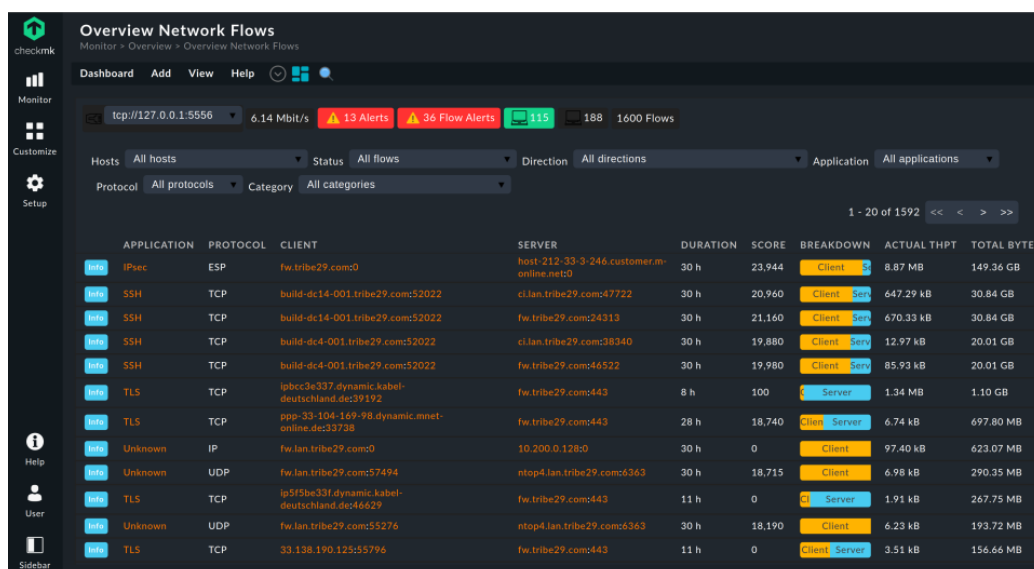 Overview Network Flows
checkmk
Monitor > Overview > Overview Network Flows
Dashboard Add View Help
Monitor
tcp://127.0.0.1:5556 6.14 Mbit/s 13 Alerts 36 Flow Alerts 115 188 1600 Flows
Customize
Hosts All hosts Status All flows Direction All directions Application All applications
Protocol All protocols Category All categories
Setup
1 - 20 of 1592 << < > >>
APPLICATION PROTOCOL CLIENT SERVER DURATION SCORE BREAKDOWN ACTUAL THPT TOTAL BYTE
Info IPsec ESP fw.tribe29.com:0 host-212-33-3-246.customer.m-
online.net:0 30 h 23,944 Client S 8.87 MB 149.36 GB
Info SSH TCP build-dc14-001.tribe29.com:52022 ci.lan.tribe29.com:47722 30 h 20,960 Client Serv 647.29 kB 30.84 GB
Info SSH TCP build-dc14-001.tribe29.com:52022 fw.tribe29.com:24313 30 h 21,160 Client Serv 670.33 kB 30.84 GB
Info SSH TCP build-dc4-001.tribe29.com:52022 ci.lan.tribe29.com:38340 30 h 19,880 Client Serv 12.97 kB 20.01 GB
Info SSH TCP build-dc4-001.tribe29.com:52022 fw.tribe29.com:46522 30 h 19,980 Client Serv 85.93 kB 20.01 GB
Info TLS TCP ipbcc3e337.dynamic.kabel-
deutschland.de:39192 fw.tribe29.com:443 8 h 100 C Server 1.34 MB 1.10 GB
Info TLS TCP ppp-33-104-169-98.dynamic.mnet-
online.de:33738 fw.tribe29.com:443 28 h 18,740 Clien Server 6.74 kB 697.80 MB
Info Unknown IP fw.lan.tribe29.com:0 10.200.0.128:0 30 h 0 Client 97.40 kB 623.07 MB
Info Unknown UDP fw.lan.tribe29.com:57494 ntop4.lan.tribe29.com:6363 30 h 18,715 Client 6.98 kB 290.35 MB
Info TLS TCP ip5f5be33f.dynamic.kabel-
deutschland.de:46629 fw.tribe29.com:443 11 h 0 Cl Server 1.91 kB 267.75 MB
Info Unknown UDP fw.lan.tribe29.com:55276 ntop4.lan.tribe29.com:6363 30 h 18,190 Client 6.23 kB 193.72 MB
Info TLS TCP 33.138.190.125:55796 fw.tribe29.com:443 11 h 0 Client Server 3.51 kB 156.66 MB
Help
User
Sidebar